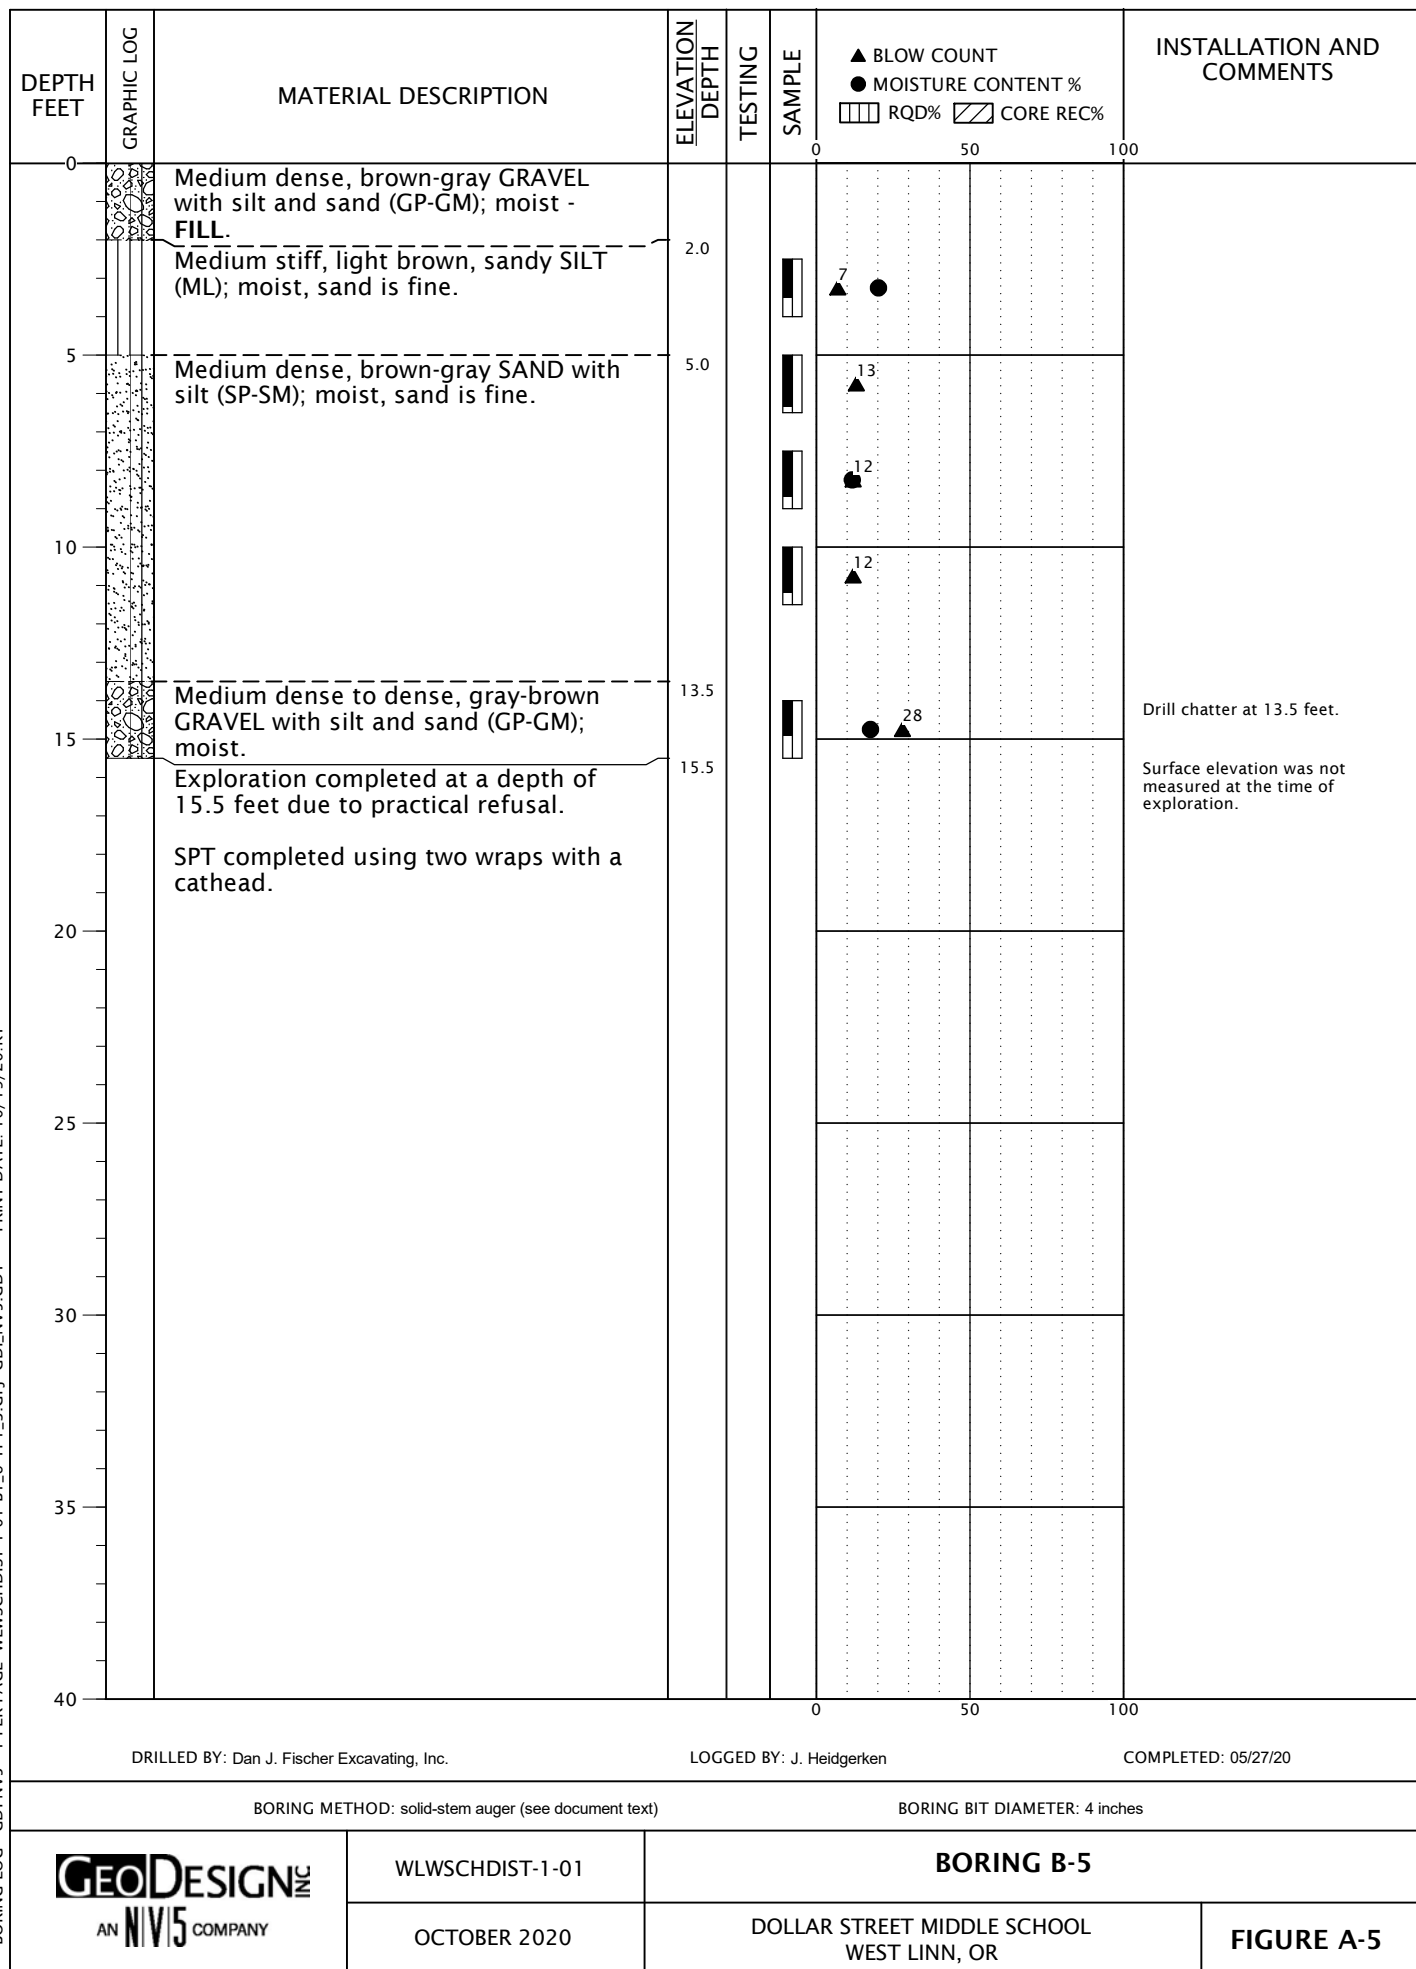 DEPTH
FEET
GRAPHIC LOG
MATERIAL DESCRIPTION
ELEVATION
DEPTH
TESTING
SAMPLE
▲ BLOW COUNT
● MOISTURE CONTENT %
RQD% CORE REC%
INSTALLATION AND
COMMENTS
0 50 100
0
Medium dense, brown-gray GRAVEL
with silt and sand (GP-GM); moist -
FILL.
2.0
Medium stiff, light brown, sandy SILT
(ML); moist, sand is fine.
7
5
5.0
Medium dense, brown-gray SAND with
silt (SP-SM); moist, sand is fine.
13
12
10
12
13.5
Medium dense to dense, gray-brown
GRAVEL with silt and sand (GP-GM);
moist.
28
Drill chatter at 13.5 feet.
15
15.5
Exploration completed at a depth of
15.5 feet due to practical refusal.
Surface elevation was not
measured at the time of
exploration.
SPT completed using two wraps with a
cathead.
20
25
30
35
40
0 50 100
DRILLED BY: Dan J. Fischer Excavating, Inc. LOGGED BY: J. Heidgerken COMPLETED: 05/27/20
BORING METHOD: solid-stem auger (see document text) BORING BIT DIAMETER: 4 inches
GEODESIGN INC
AN NV5 COMPANY
WLWSCHDIST-1-01
OCTOBER 2020
BORING B-5
DOLLAR STREET MIDDLE SCHOOL
WEST LINN, OR
FIGURE A-5